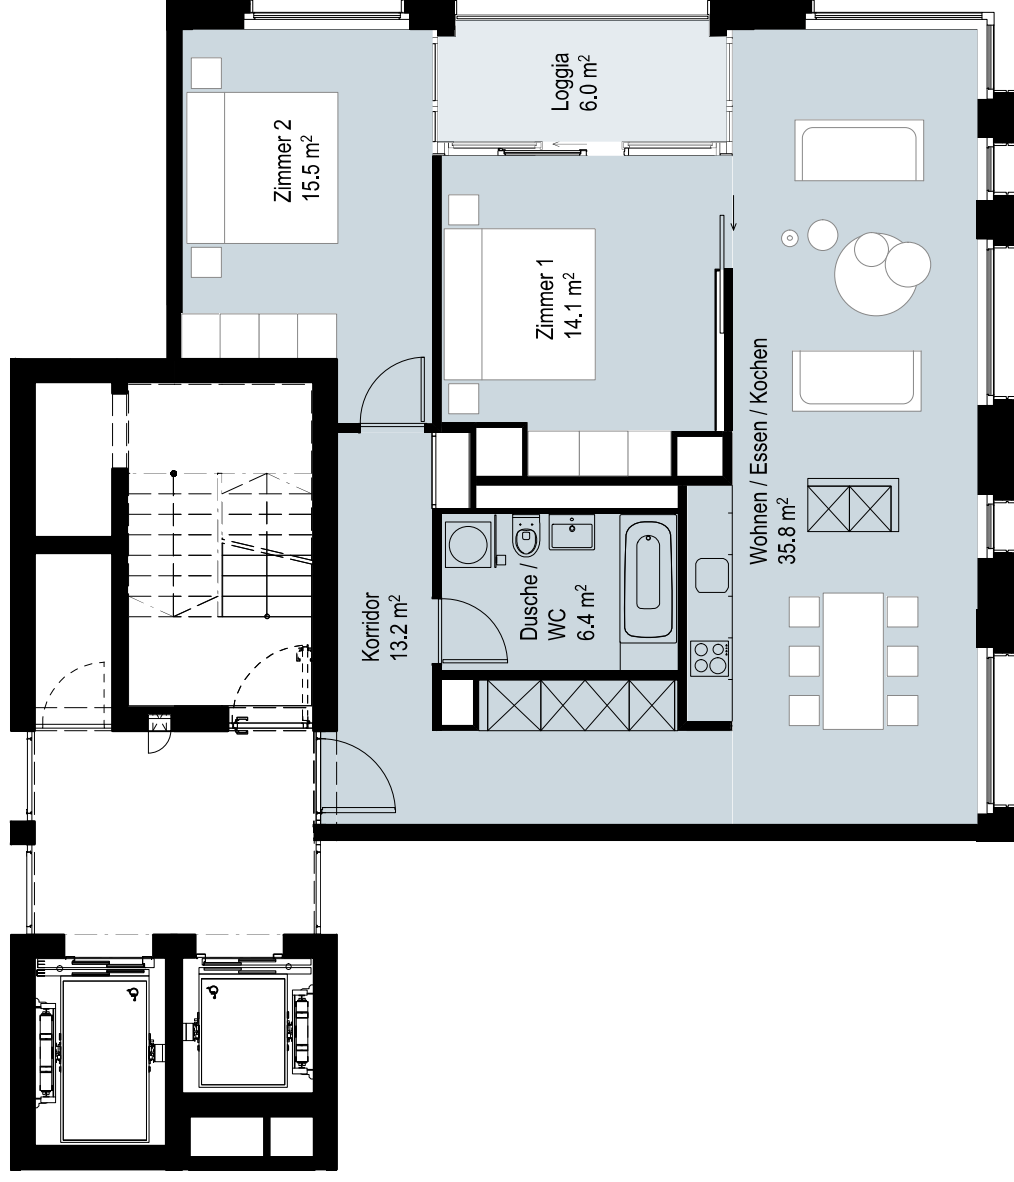 Loggia
6.0 m²
Zimmer 2
15.5 m²
Zimmer 1
14.1 m²
Wohnen / Essen / Kochen
35.8 m²
Dusche /
WC
6.4 m²
Korridor
13.2 m²